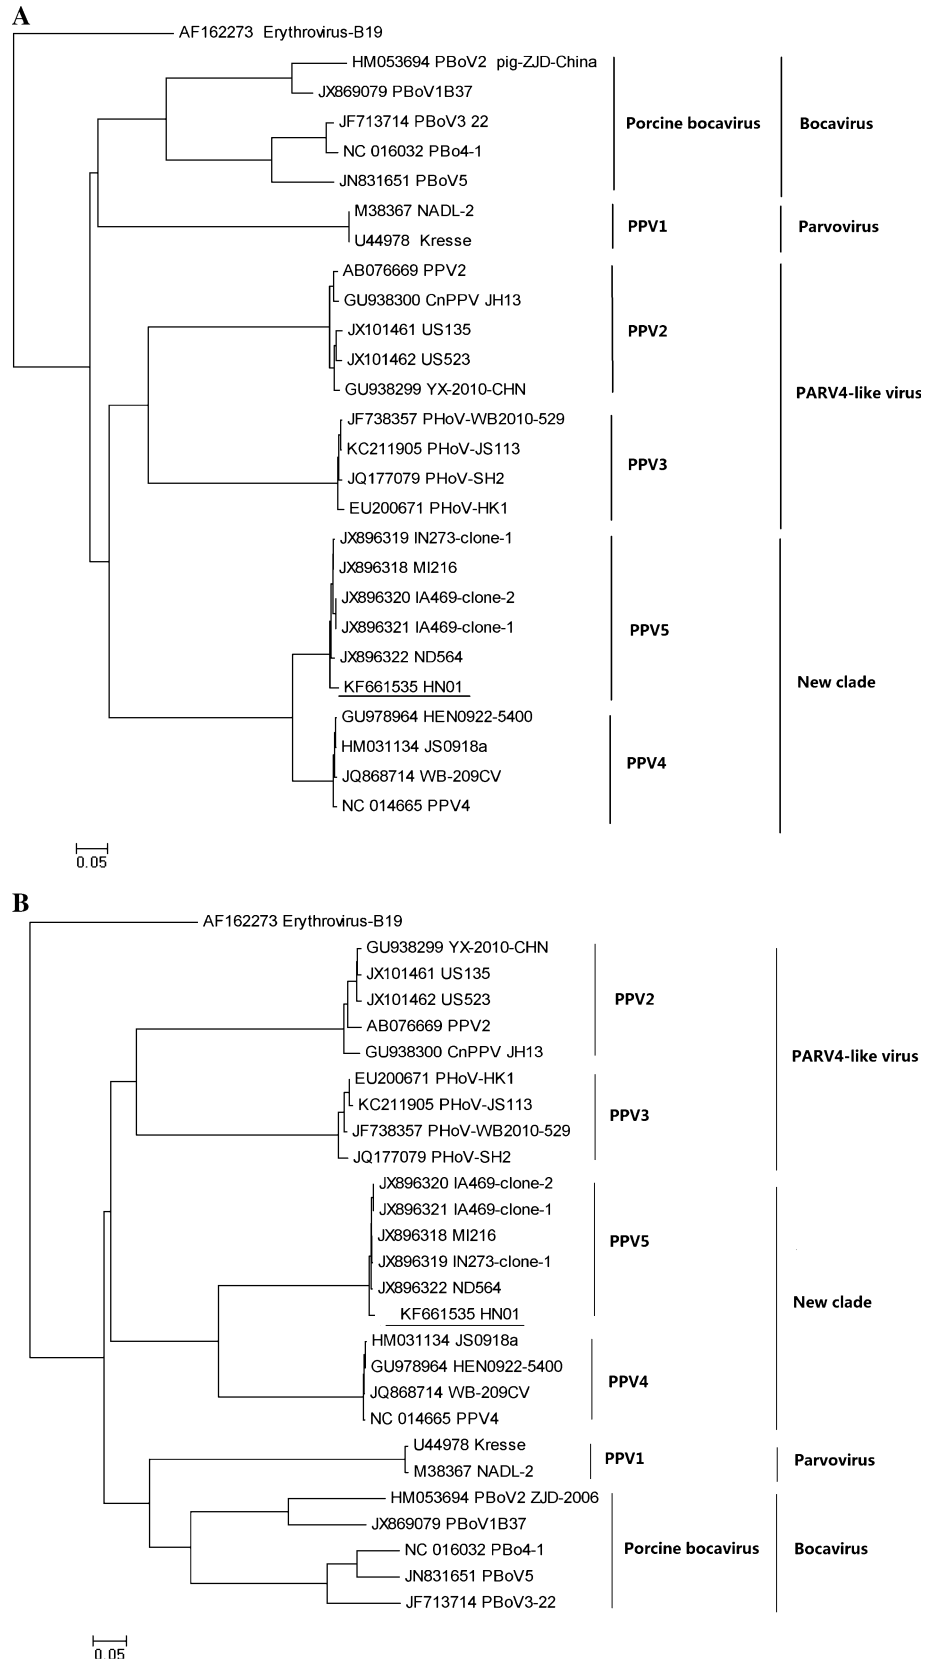 A
AF162273 Erythrovirus-B19
HM053694 PBoV2 pig-ZJD-China
JX869079 PBoV1B37
JF713714 PBoV3 22
Porcine bocavirus
Bocavirus
NC 016032 PBo4-1
JN831651 PBoV5
M38367 NADL-2
PPV1
Parvovirus
U44978 Kresse
AB076669 PPV2
GU938300 CnPPV JH13
JX101461 US135
PPV2
JX101462 US523
GU938299 YX-2010-CHN
PARV4-like virus
JF738357 PHoV-WB2010-529
KC211905 PHoV-JS113
PPV3
JQ177079 PHoV-SH2
EU200671 PHoV-HK1
JX896319 IN273-clone-1
JX896318 MI216
JX896320 IA469-clone-2
JX896321 IA469-clone-1
PPV5
JX896322 ND564
KF661535 HN01
New clade
GU978964 HEN0922-5400
HM031134 JS0918a
PPV4
JQ868714 WB-209CV
NC 014665 PPV4
0.05
B
AF162273 Erythrovirus-B19
GU938299 YX-2010-CHN
JX101461 US135
JX101462 US523
PPV2
AB076669 PPV2
GU938300 CnPPV JH13
PARV4-like virus
EU200671 PHoV-HK1
KC211905 PHoV-JS113
PPV3
JF738357 PHoV-WB2010-529
JQ177079 PHoV-SH2
JX896320 IA469-clone-2
JX896321 IA469-clone-1
JX896318 MI216
PPV5
JX896319 IN273-clone-1
JX896322 ND564
New clade
KF661535 HN01
HM031134 JS0918a
GU978964 HEN0922-5400
PPV4
JQ868714 WB-209CV
NC 014665 PPV4
U44978 Kresse
PPV1
Parvovirus
M38367 NADL-2
HM053694 PBoV2 ZJD-2006
JX869079 PBoV1B37
NC 016032 PBo4-1
Porcine bocavirus
Bocavirus
JN831651 PBoV5
JF713714 PBoV3-22
0.05